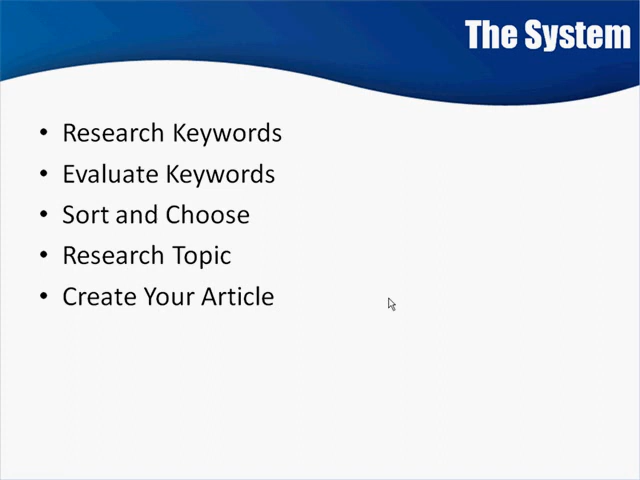 The System
• Research Keywords
• Evaluate Keywords
• Sort and Choose
• Research Topic
• Create Your Article